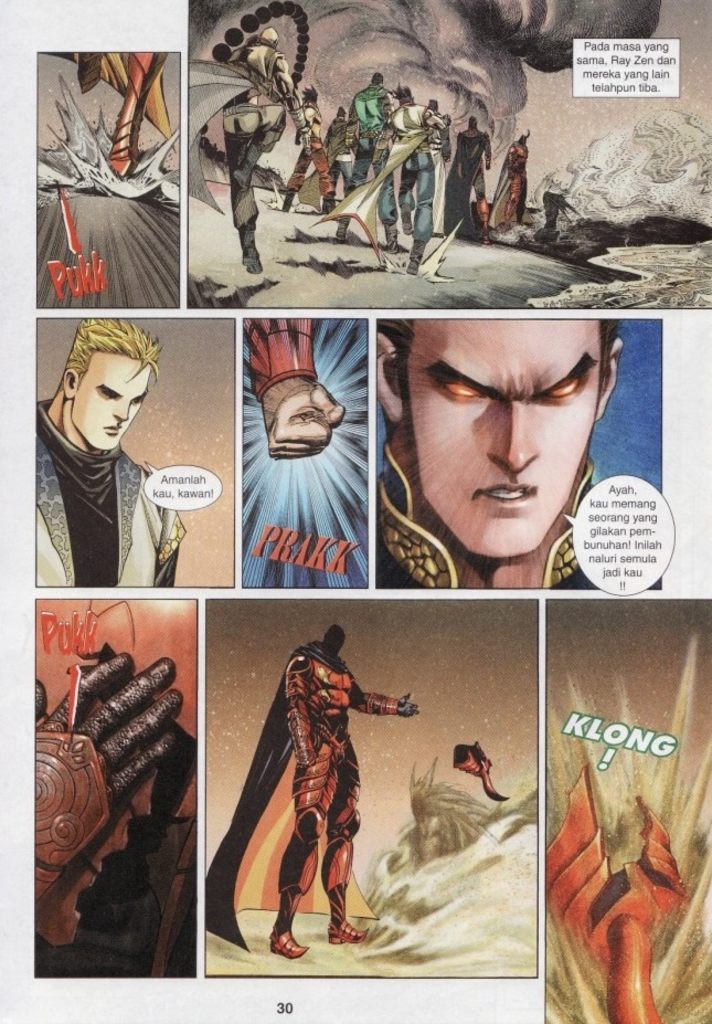 Pada masa yang
sama, Ray Zen dan
mereka yang lain
telahpun tiba.
Pukk
Amanlah
kau, kawan!
PRAKK
Ayah,
kau memang
seorang yang
gilakan pem-
bunuhan! Inilah
naluri semula
jadi kau
!!
Pukk
KLONG
!
30